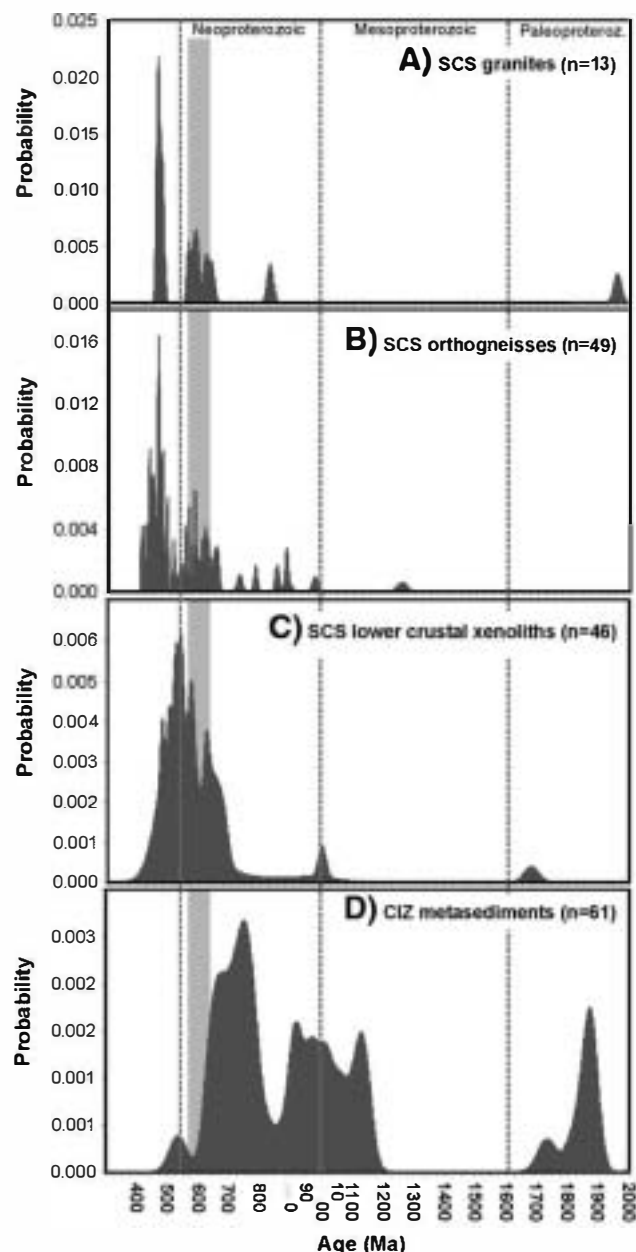 Neoproterozoic Mesoproterozoic Paleoproteroz.
A) SCS granites (n=13)
Probability
0.025
0.020
0.015
0.010
0.005
0.000
B) SCS orthogneisses (n=49)
Probability
0.016
0.012
0.008
0.004
0.000
C) SCS lower crustal xenoliths (n=46)
Probability
0.006
0.005
0.004
0.003
0.002
0.001
0.000
D) CIZ metasediments (n=61)
Probability
0.003
0.002
0.002
0.001
0.001
0.000
400 600 700 800 0 90 00 10 1100 1200 1300 1400 1500 1600 1700 1800 1900 2000
Age (Ma)